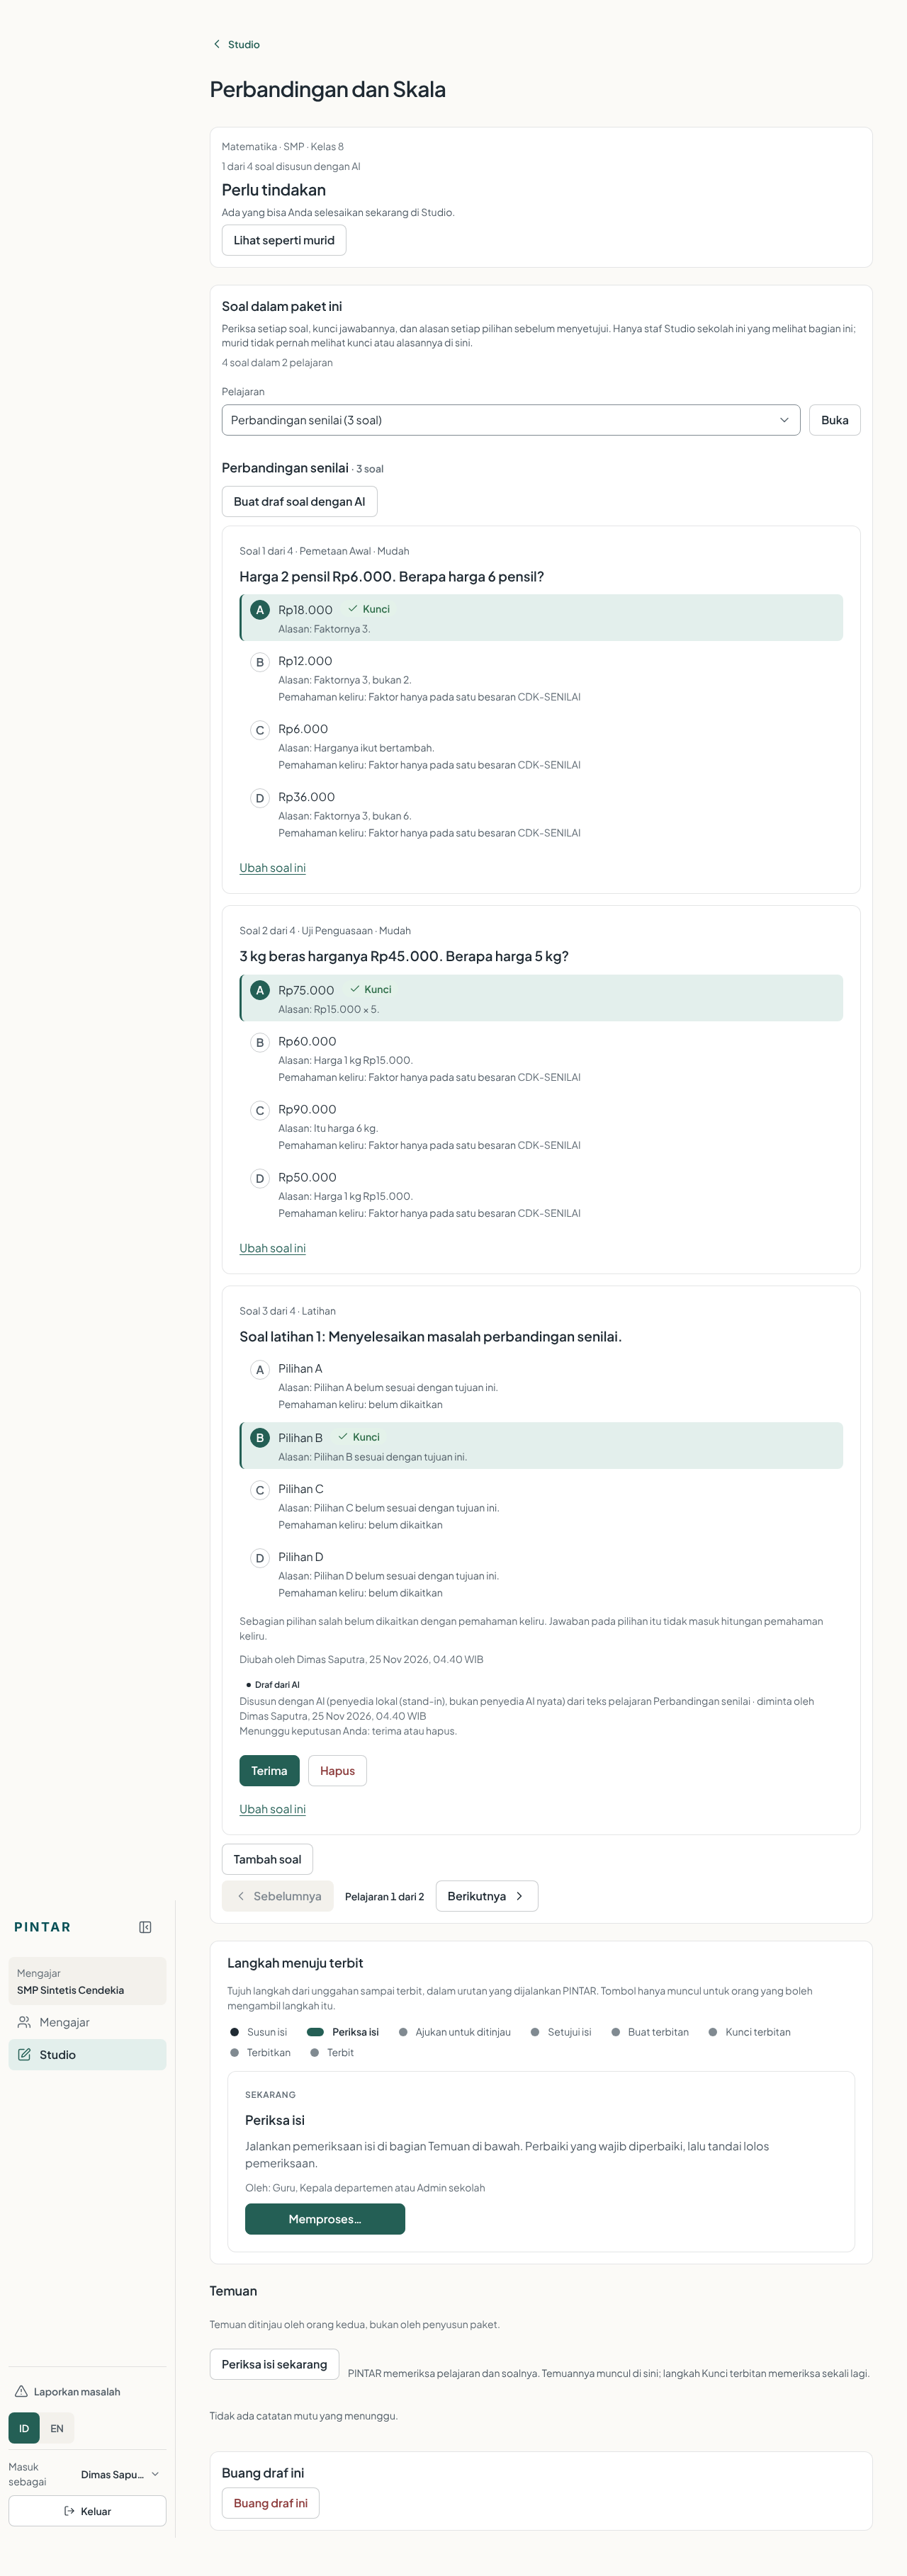 Studio
Perbandingan dan Skala
Matematika · SMP · Kelas 8
1 dari 4 soal disusun dengan AI
Perlu tindakan
Ada yang bisa Anda selesaikan sekarang di Studio.
Lihat seperti murid
Soal dalam paket ini
Periksa setiap soal, kunci jawabannya, dan alasan setiap pilihan sebelum menyetujui. Hanya staf Studio sekolah ini yang melihat bagian ini;
murid tidak pernah melihat kunci atau alasannya di sini.
4 soal dalam 2 pelajaran
Pelajaran
Perbandingan senilai (3 soal)
Buka
Perbandingan senilai · 3 soal
Buat draf soal dengan AI
Soal 1 dari 4 · Pemetaan Awal · Mudah
Harga 2 pensil Rp6.000. Berapa harga 6 pensil?
A Rp18.000 Kunci
Alasan: Faktornya 3.
B Rp12.000
Alasan: Faktornya 3, bukan 2.
Pemahaman keliru: Faktor hanya pada satu besaran CDK-SENILAI
C Rp6.000
Alasan: Harganya ikut bertambah.
Pemahaman keliru: Faktor hanya pada satu besaran CDK-SENILAI
D Rp36.000
Alasan: Faktornya 3, bukan 6.
Pemahaman keliru: Faktor hanya pada satu besaran CDK-SENILAI
Ubah soal ini
Soal 2 dari 4 · Uji Penguasaan · Mudah
3 kg beras harganya Rp45.000. Berapa harga 5 kg?
A Rp75.000 Kunci
Alasan: Rp15.000 × 5.
B Rp60.000
Alasan: Harga 1 kg Rp15.000.
Pemahaman keliru: Faktor hanya pada satu besaran CDK-SENILAI
C Rp90.000
Alasan: Itu harga 6 kg.
Pemahaman keliru: Faktor hanya pada satu besaran CDK-SENILAI
D Rp50.000
Alasan: Harga 1 kg Rp15.000.
Pemahaman keliru: Faktor hanya pada satu besaran CDK-SENILAI
Ubah soal ini
Soal 3 dari 4 · Latihan
Soal latihan 1: Menyelesaikan masalah perbandingan senilai.
A Pilihan A
Alasan: Pilihan A belum sesuai dengan tujuan ini.
Pemahaman keliru: belum dikaitkan
B Pilihan B Kunci
Alasan: Pilihan B sesuai dengan tujuan ini.
C Pilihan C
Alasan: Pilihan C belum sesuai dengan tujuan ini.
Pemahaman keliru: belum dikaitkan
D Pilihan D
Alasan: Pilihan D belum sesuai dengan tujuan ini.
Pemahaman keliru: belum dikaitkan
Sebagian pilihan salah belum dikaitkan dengan pemahaman keliru. Jawaban pada pilihan itu tidak masuk hitungan pemahaman
keliru.
Diubah oleh Dimas Saputra, 25 Nov 2026, 04.40 WIB
Draf dari AI
Disusun dengan AI (penyedia lokal (stand-in), bukan penyedia AI nyata) dari teks pelajaran Perbandingan senilai · diminta oleh
Dimas Saputra, 25 Nov 2026, 04.40 WIB
Menunggu keputusan Anda: terima atau hapus.
Terima Hapus
Ubah soal ini
Tambah soal
Sebelumnya Pelajaran 1 dari 2 Berikutnya
PINTAR
Mengajar
SMP Sintetis Cendekia
Mengajar
Studio
Laporkan masalah
ID EN
Masuk
sebagai
Dimas Sapu...
Keluar
Langkah menuju terbit
Tujuh langkah dari unggahan sampai terbit, dalam urutan yang dijalankan PINTAR. Tombol hanya muncul untuk langkah yang sedang berjalan, dan hanya untuk orang yang boleh
mengambil langkah itu.
Susun isi Periksa isi Ajukan untuk ditinjau Setujui isi Buat terbitan Kunci terbitan
Terbitkan Terbit
SEKARANG
Periksa isi
Jalankan pemeriksaan isi di bagian Temuan di bawah. Perbaiki yang wajib diperbaiki, lalu tandai lolos
pemeriksaan.
Oleh: Guru, Kepala departemen atau Admin sekolah
Memproses...
Temuan
Temuan ditinjau oleh orang kedua, bukan oleh penyusun paket.
Periksa isi sekarang
PINTAR memeriksa pelajaran dan soalnya. Temuannya muncul di sini; langkah Kunci terbitan memeriksa sekali lagi.
Tidak ada catatan mutu yang menunggu.
Buang draf ini
Buang draf ini